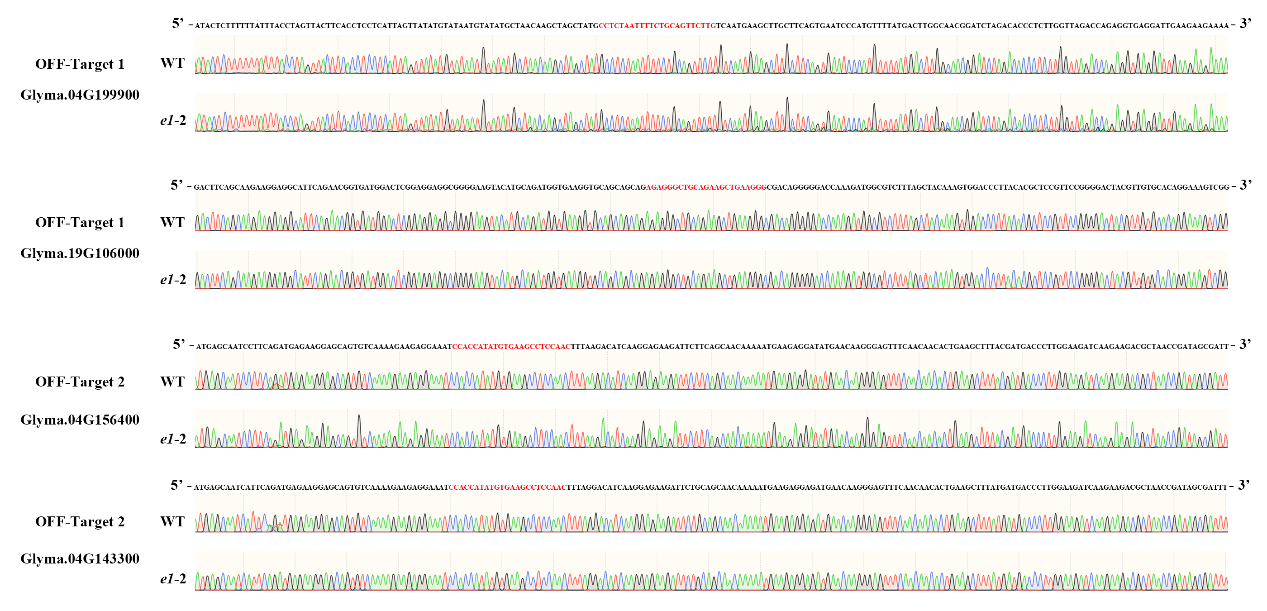 5’ - ATACTCTTTTTTATTTACCTAGTTACTTCACCTCCTCATTAGTTATATGTATAATGTATATGCTAACAAGCTAGCTATGCCTCTAATTTTCTGCAGTTCTTGTCAATGAAGCTTGCTTCAGTGAATCCCATGTTTTATGACTTGGCAACGGATCTAGACACCCTCTTGGTTAGACCAGAGGTGAGGATTGAAGAAGAAAA - 3’
OFF-Target 1 WT
Glyma.04G199900
e1-2
5’ - GACTTCAGCAAGAAGGAGGCATTCAGAACGGTGATGGACTCGGAGGAGGCGGGGAAGTACATGCAGATGGTGAAGGTGCAGCAGCAGAGAGGGCTGCAGAAGCTGAAGGGCGACAGGGGGACCAAAGATGGCGTCTTTAGCTACAAAGTGGACCCTTACACGCTCCGTTCCGGGGACTACGTTGTGCACAGGAAAGTCGG - 3’
OFF-Target 1 WT
Glyma.19G106000
e1-2
5’ - ATGAGCAATCCTTCAGATGAGAAGGAGCAGTGTCAAAAGAAGAGGAAATCCACCATATGTGAAGCCTCCAACTTTAAGACATCAAGGAGAAGATTCTTCAGCAACAAAAATGAAGAGGATATGAACAAGGGAGTTTCAACAACACTGAAGCTTTACGATGACCCTTGGAAGATCAAGAAGACGCTAACCGATAGCGATT - 3’
OFF-Target 2 WT
Glyma.04G156400
e1-2
5’ - ATGAGCAATCATTCAGATGAGAAGGAGCAGTGTCAAAAGAAGAGGAAATCCACCATATGTGAAGCCTCCAACTTTAGGACATCAAGGAGAAGATTCTGCAGCAACAAAAATGAAGAGGAGATGAACAAGGGAGTTTCAACAACACTGAAGCTTTATGATGACCCTTGGAAGATCAAGAAGACGCTAACCGATAGCGATTT - 3’
OFF-Target 2 WT
Glyma.04G143300
e1-2